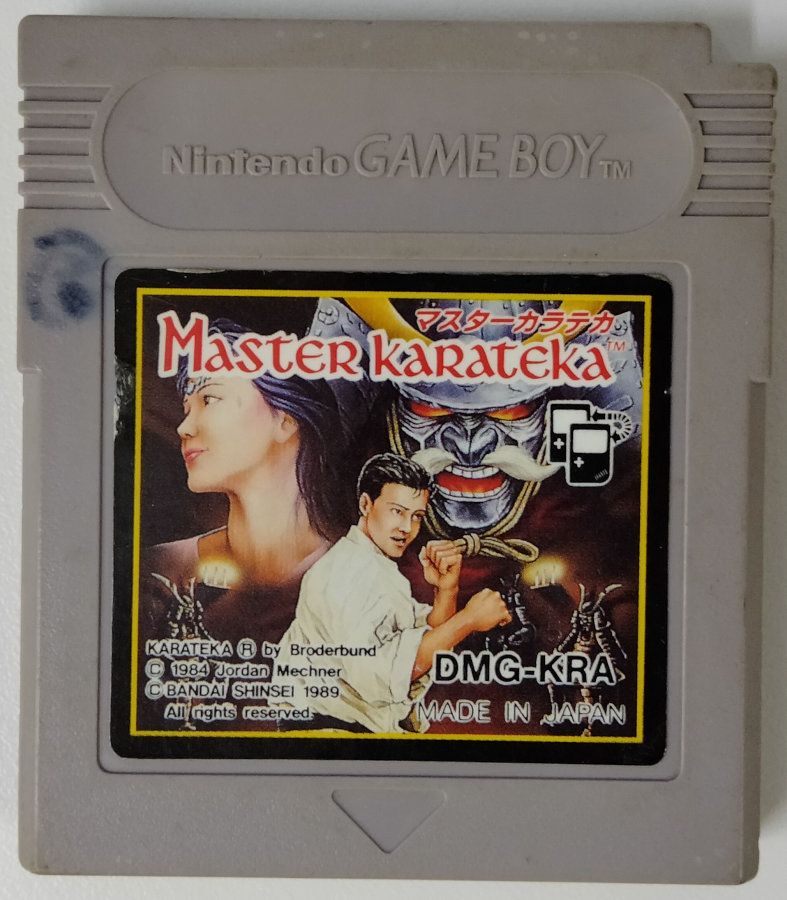 Nintendo GAME BOY TM
マスターカラテカ
MASTER KARATEKA TM
KARATEKA ® by Broderbund
© 1984 Jordan Mechner
© BANDAI SHINSEI 1989
All rights reserved.
DMG-KRA
MADE IN JAPAN